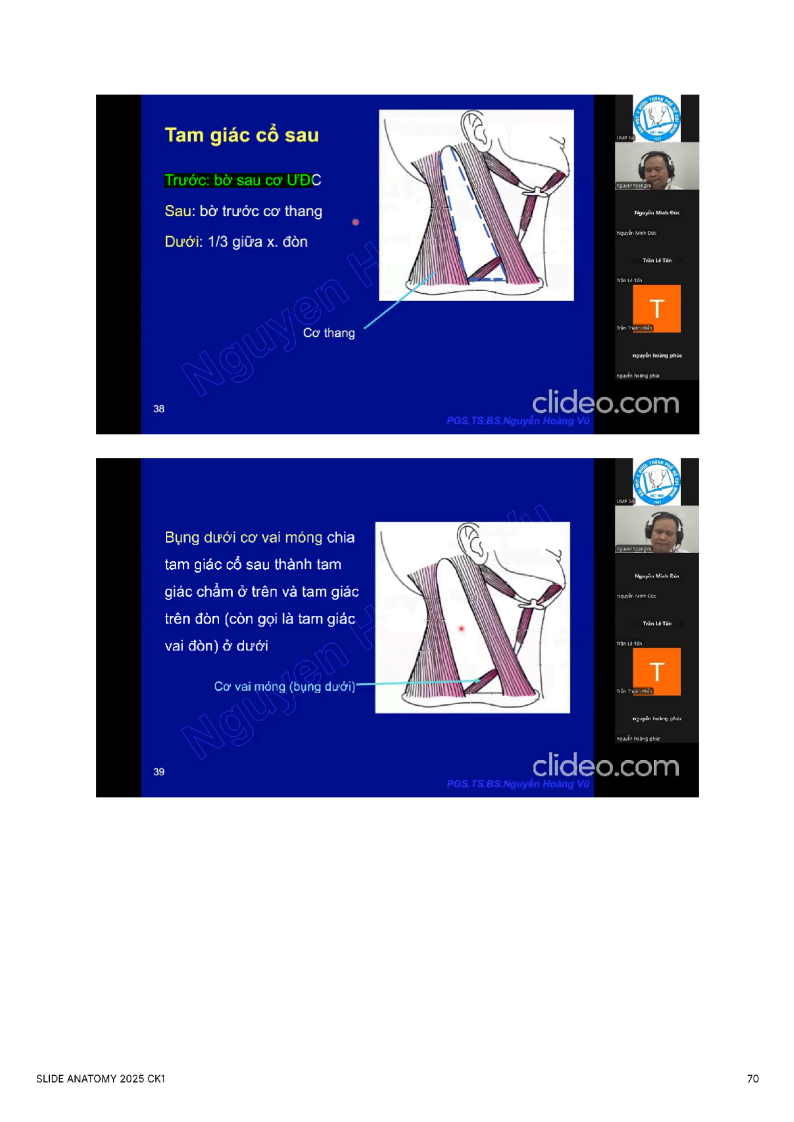 Tam giác cổ sau
Trước: bờ sau cơ ƯĐC
Sau: bờ trước cơ thang
Dưới: 1/3 giữa x. đòn
Cơ thang
38
clideo.com
PGS.TS.BS.Nguyễn Hoàng Vũ
UMP
Nguyễn Minh Đức
Nguyễn Minh Đức
Trần Lê Tấn
Trần Lê Tấn
T
nguyễn hoàng phúc
nguyễn hoàng phúc
Bụng dưới cơ vai móng chia
tam giác cổ sau thành tam
giác chẩm ở trên và tam giác
trên đòn (còn gọi là tam giác
vai đòn) ở dưới
Cơ vai móng (bụng dưới)
39
clideo.com
PGS.TS.BS.Nguyễn Hoàng Vũ
UMP
Nguyễn Minh Đức
Nguyễn Minh Đức
Trần Lê Tấn
Trần Lê Tấn
T
nguyễn hoàng phúc
nguyễn hoàng phúc
SLIDE ANATOMY 2025 CK1
70